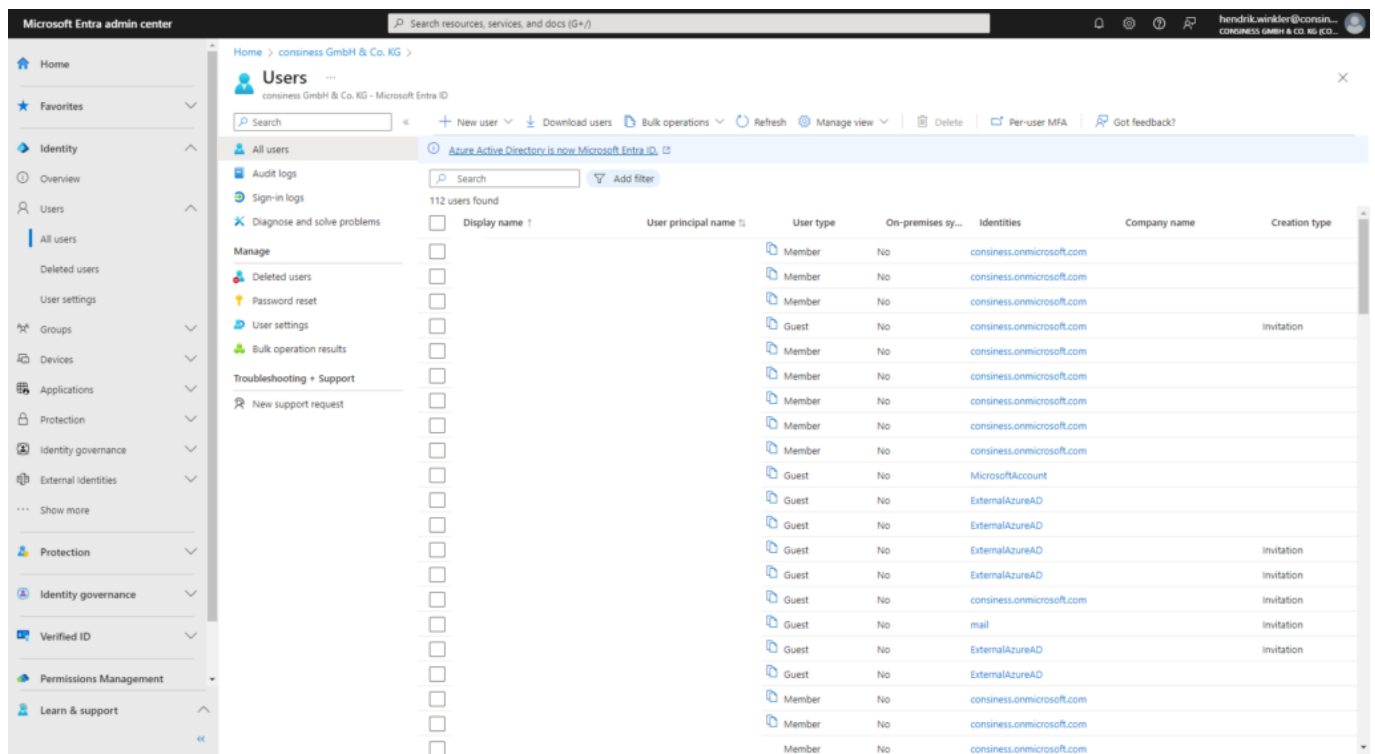 Microsoft Entra admin center
Search resources, services, and docs (G+/)
hendrik.winkler@consin...
CONSINESS GMBH & CO. KG (CO...
Home
Favorites
Identity
Overview
Users
All users
Deleted users
User settings
Groups
Devices
Applications
Protection
Identity governance
External Identities
Show more
Protection
Identity governance
Verified ID
Permissions Management
Learn & support
Home > consiness GmbH & Co. KG >
Users
consiness GmbH & Co. KG - Microsoft Entra ID
Search
All users
Audit logs
Sign-in logs
Diagnose and solve problems
Manage
Deleted users
Password reset
User settings
Bulk operation results
Troubleshooting + Support
New support request
New user Download users Bulk operations Refresh Manage view Delete Per-user MFA Got feedback?
Azure Active Directory is now Microsoft Entra ID.
Search Add filter
112 users found
Display name User principal name User type On-premises sy... Identities Company name Creation type
Member No consiness.onmicrosoft.com
Member No consiness.onmicrosoft.com
Member No consiness.onmicrosoft.com
Guest No consiness.onmicrosoft.com Invitation
Member No consiness.onmicrosoft.com
Member No consiness.onmicrosoft.com
Member No consiness.onmicrosoft.com
Member No consiness.onmicrosoft.com
Member No consiness.onmicrosoft.com
Guest No MicrosoftAccount
Guest No ExternalAzureAD
Guest No ExternalAzureAD
Guest No ExternalAzureAD Invitation
Guest No ExternalAzureAD Invitation
Guest No consiness.onmicrosoft.com Invitation
Guest No mail Invitation
Guest No ExternalAzureAD Invitation
Guest No ExternalAzureAD
Member No consiness.onmicrosoft.com
Member No consiness.onmicrosoft.com
Member No consiness.onmicrosoft.com